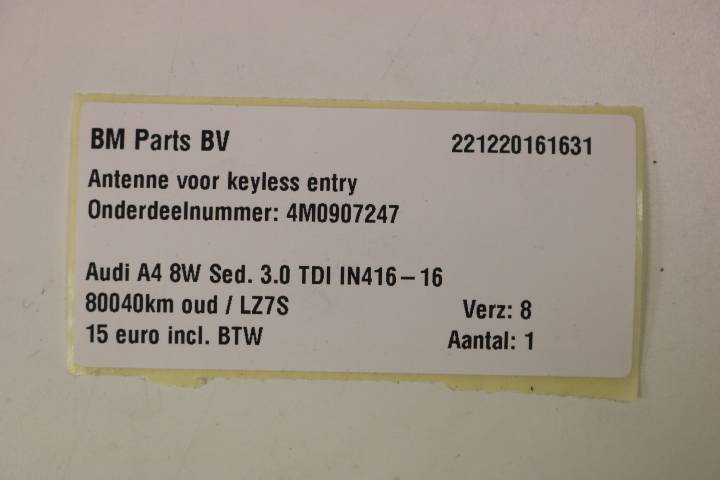 BM Parts BV 221220161631
Antenne voor keyless entry
Onderdeelnummer: 4M0907247
Audi A4 8W Sed. 3.0 TDI IN416-16
80040km oud / LZ7S Verz: 8
15 euro incl. BTW Aantal: 1